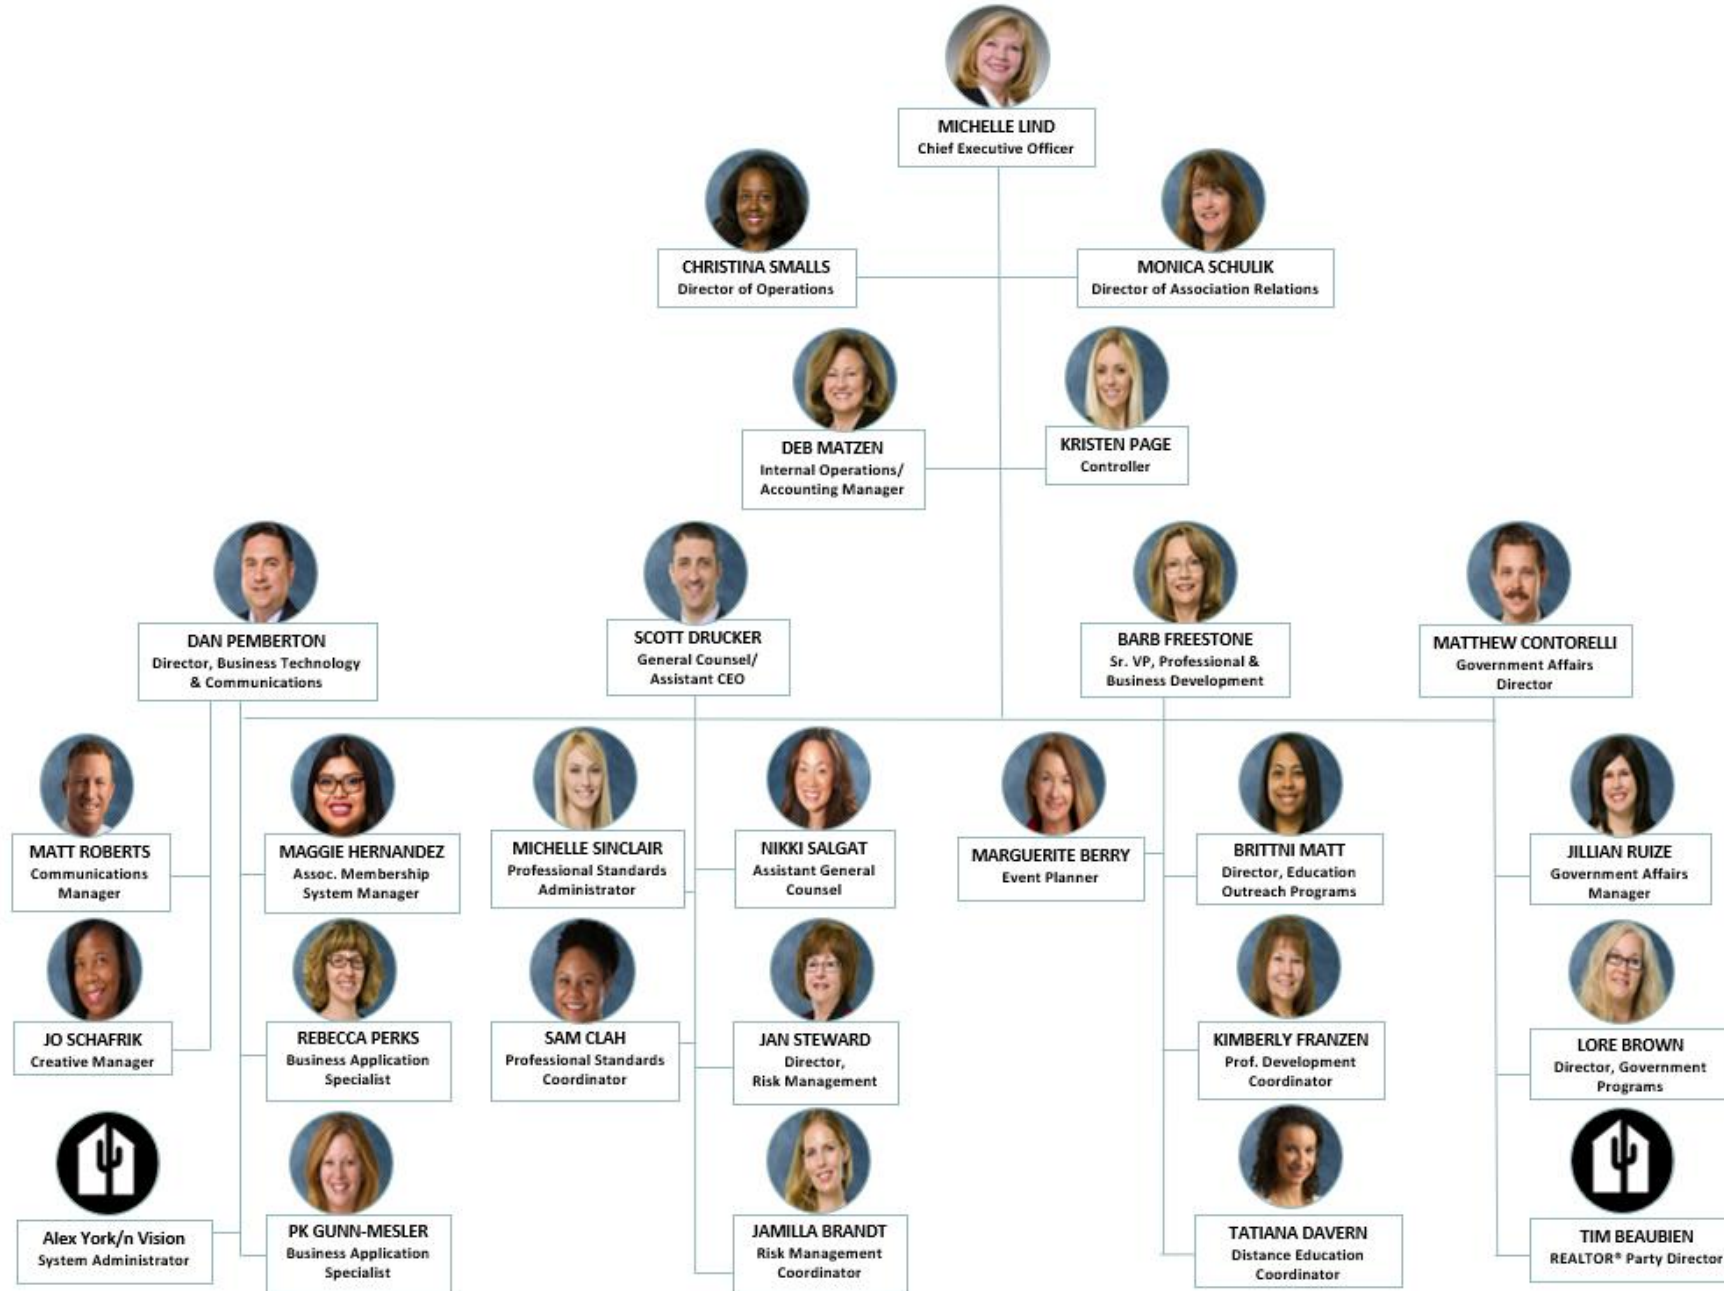 MICHELLE LIND
Chief Executive Officer
CHRISTINA SMALLS
Director of Operations
MONICA SCHULIK
Director of Association Relations
DEB MATZEN
Internal Operations/
Accounting Manager
KRISTEN PAGE
Controller
DAN PEMBERTON
Director, Business Technology
& Communications
SCOTT DRUCKER
General Counsel/
Assistant CEO
BARB FREESTONE
Sr. VP, Professional &
Business Development
MATTHEW CONTORELLI
Government Affairs
Director
MATT ROBERTS
Communications
Manager
MAGGIE HERNANDEZ
Assoc. Membership
System Manager
MICHELLE SINCLAIR
Professional Standards
Administrator
NIKKI SALGAT
Assistant General
Counsel
MARGUERITE BERRY
Event Planner
BRITTNI MATT
Director, Education
Outreach Programs
JILLIAN RUIZE
Government Affairs
Manager
JO SCHAFRIK
Creative Manager
REBECCA PERKS
Business Application
Specialist
SAM CLAH
Professional Standards
Coordinator
JAN STEWARD
Director,
Risk Management
KIMBERLY FRANZEN
Prof. Development
Coordinator
LORE BROWN
Director, Government
Programs
Alex York/n Vision
System Administrator
PK GUNN-MESLER
Business Application
Specialist
JAMILLA BRANDT
Risk Management
Coordinator
TATIANA DAVERN
Distance Education
Coordinator
TIM BEAUBIEN
REALTOR® Party Director